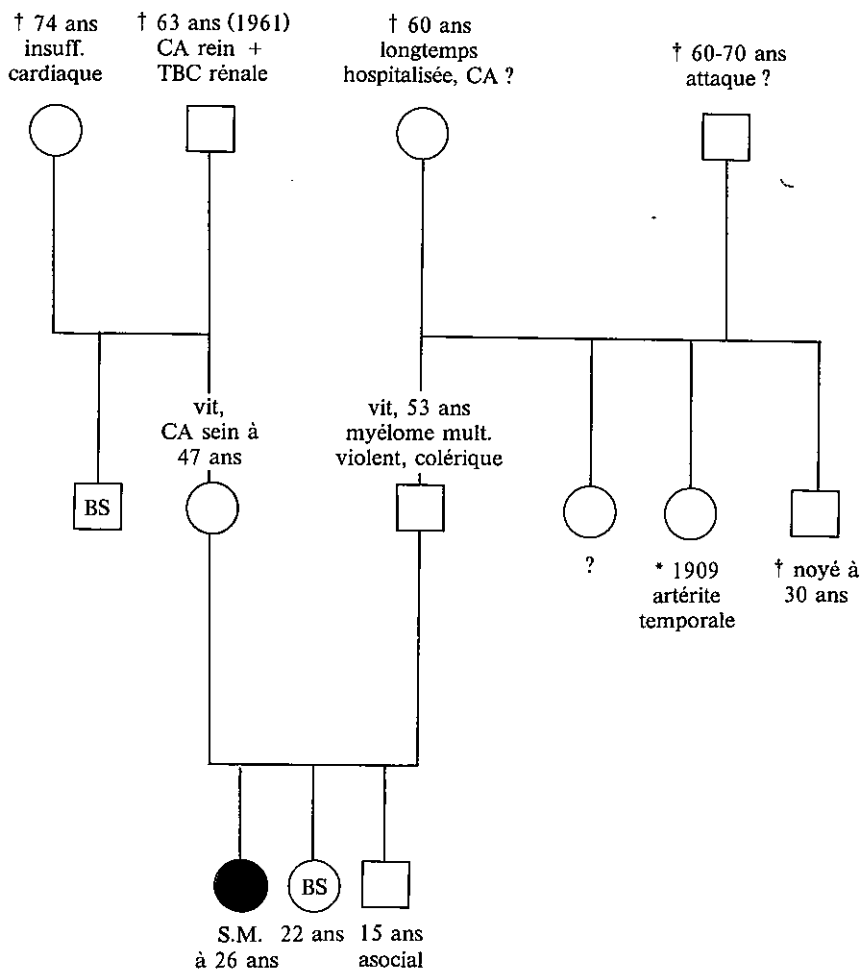 † 74 ans
insuff.
cardiaque
† 63 ans (1961)
CA rein +
TBC rénale
† 60 ans
longtemps
hospitalisée, CA ?
† 60-70 ans
attaque ?
vit,
CA sein à
47 ans
vit, 53 ans
myélome mult.
violent, colérique
BS
?
* 1909
artérite
temporale
† noyé à
30 ans
BS
S.M.
à 26 ans
22 ans
15 ans
asocial